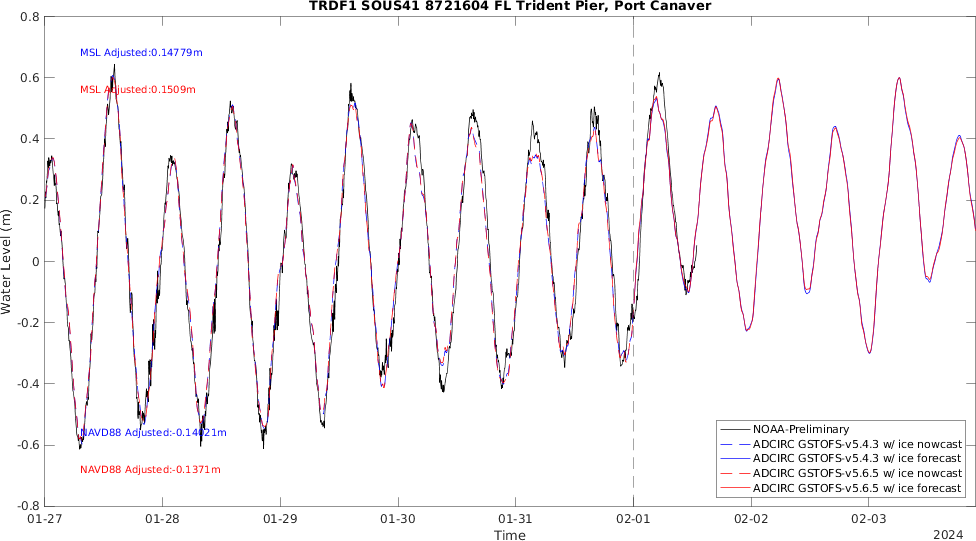 TRDF1 SOUS41 8721604 FL Trident Pier, Port Canaver
0.8
0.6
0.4
0.2
0
-0.2
-0.4
-0.6
-0.8
Water Level (m)
MSL Adjusted:0.14779m
MSL Adjusted:0.1509m
NAVD88 Adjusted:-0.14021m
NAVD88 Adjusted:-0.1371m
NOAA-Preliminary
ADCIRC GSTOFS-v5.4.3 w/ ice nowcast
ADCIRC GSTOFS-v5.4.3 w/ ice forecast
ADCIRC GSTOFS-v5.6.5 w/ ice nowcast
ADCIRC GSTOFS-v5.6.5 w/ ice forecast
01-27 01-28 01-29 01-30 01-31 02-01 02-02 02-03
Time
2024